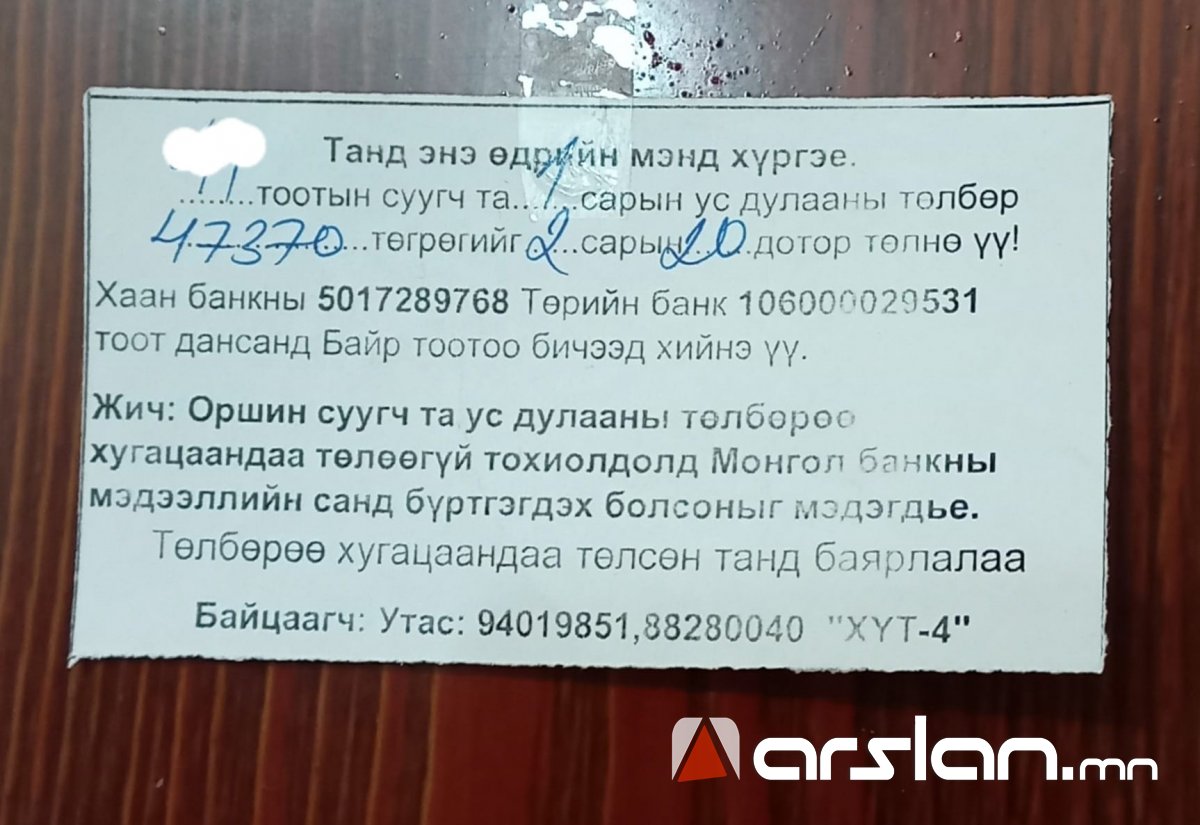 Танд энэ өдрийн мэнд хүргэе.
.........тоотын суугч та...1...сарын ус дулааны төлбөр
47370...төгрөгийг 2...сарын 20.дотор төлнө үү!
Хаан банкны 5017289768 Төрийн банк 106000029531
тоот дансанд Байр тоотоо бичээд хийнэ үү.
Жич: Оршин суугч та ус дулааны төлбөрөө
хугацаандаа төлөөгүй тохиолдолд Монгол банкны
мэдээллийн санд бүртгэгдэх болсоныг мэдэгдье.
Төлбөрөө хугацаандаа төлсөн танд баярлалаа
Байцаагч: Утас: 94019851,88280040 "ХҮТ-4"
arslan.mn